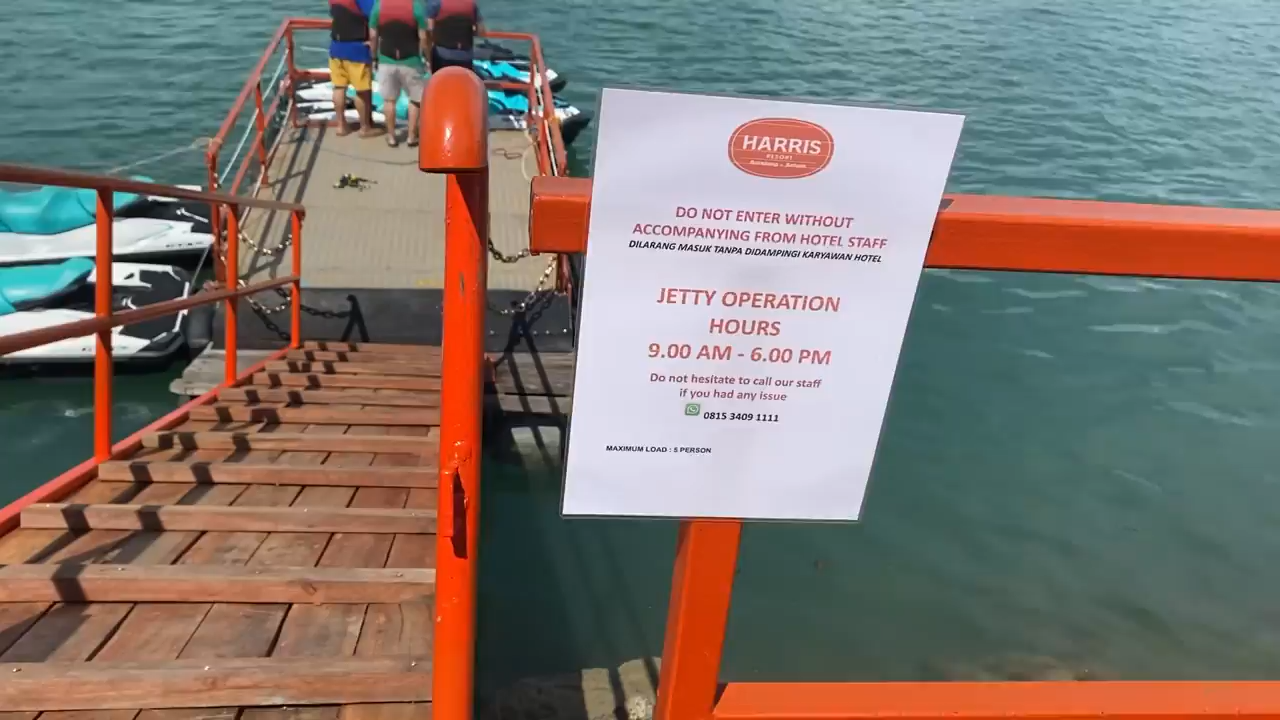 HARRIS
RESORT
DO NOT ENTER WITHOUT
ACCOMPANYING FROM HOTEL STAFF
DILARANG MASUK TANPA DIDAMPINGI KARYAWAN HOTEL
JETTY OPERATION
HOURS
9.00 AM - 6.00 PM
Do not hesitate to call our staff
if you had any issue
0815 3409 1111
MAXIMUM LOAD : 5 PERSON